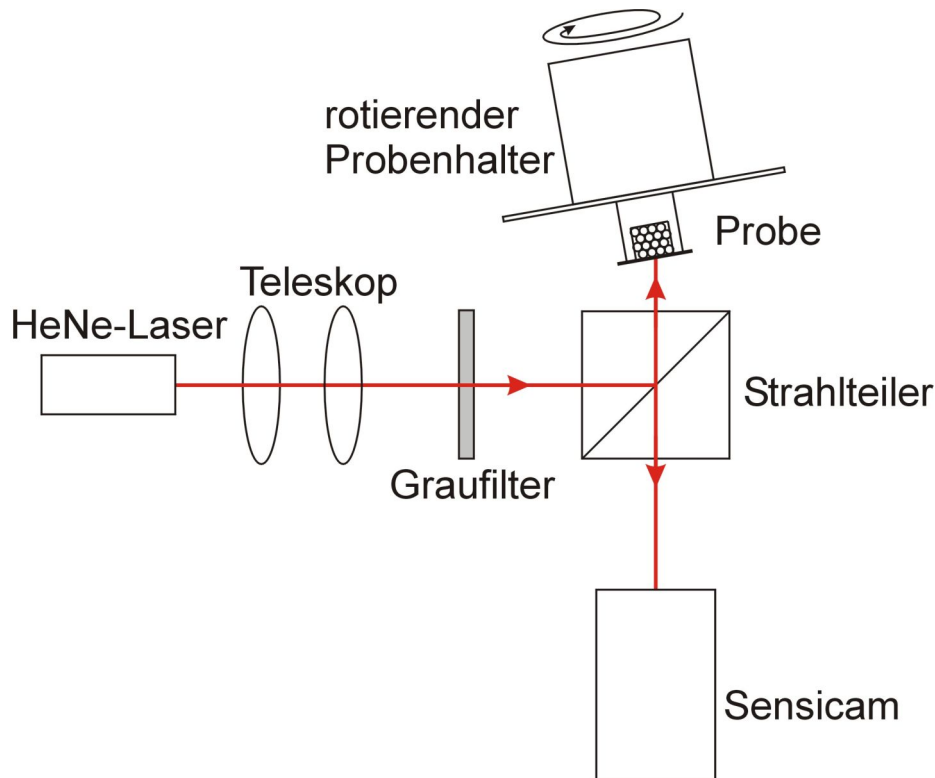 rotierender
Probenhalter
Probe
Teleskop
HeNe-Laser
Strahlteiler
Graufilter
Sensicam